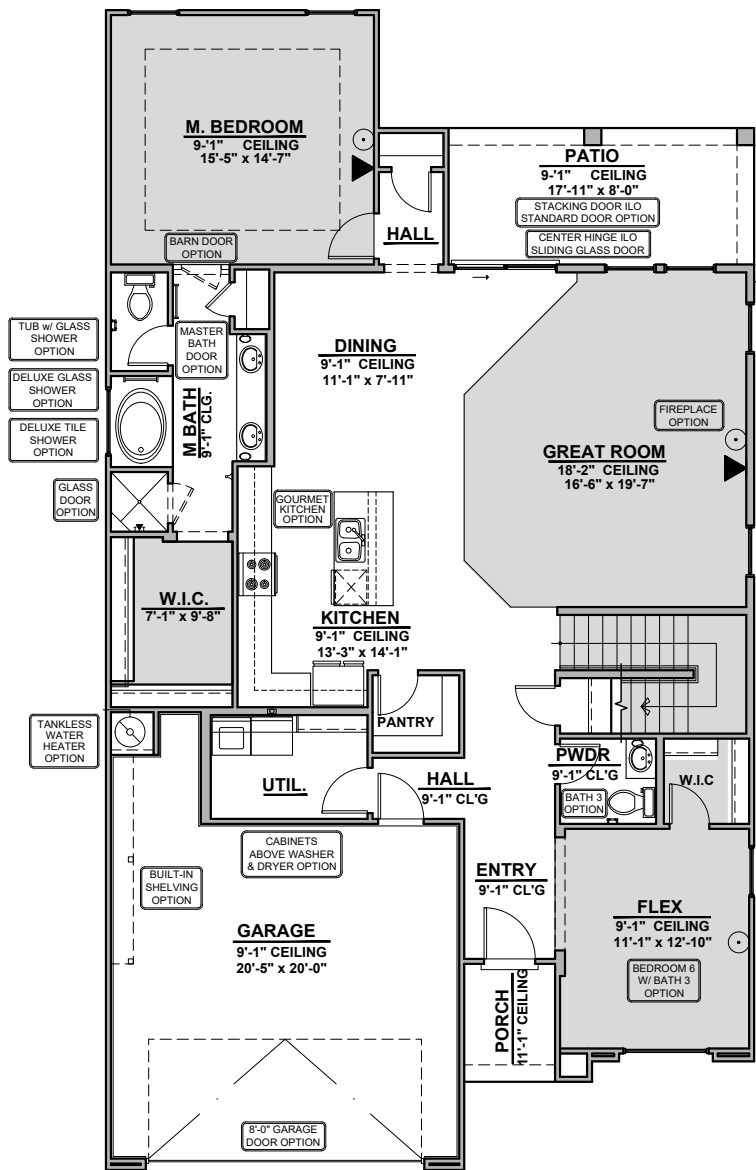 M. BEDROOM
9-'1" CEILING
15'-5" x 14'-7"
PATIO
9-'1" CEILING
17'-11" x 8'-0"
STACKING DOOR ILO
STANDARD DOOR OPTION
CENTER HINGE ILO
SLIDING GLASS DOOR
HALL
BARN DOOR
OPTION
TUB w/ GLASS
SHOWER
OPTION
MASTER
BATH
DOOR
OPTION
DINING
9'-1" CEILING
11'-1" x 7'-11"
DELUXE GLASS
SHOWER
OPTION
DELUXE TILE
SHOWER
OPTION
M BATH
9'-1" CLG.
FIREPLACE
OPTION
GREAT ROOM
18'-2" CEILING
16'-6" x 19'-7"
GLASS
DOOR
OPTION
GOURMET
KITCHEN
OPTION
W.I.C.
7'-1" x 9'-8"
KITCHEN
9'-1" CEILING
13'-3" x 14'-1"
PANTRY
TANKLESS
WATER
HEATER
OPTION
UTIL.
HALL
9'-1" CL'G
PWDR
9'-1" CL'G
BATH 3
OPTION
W.I.C
CABINETS
ABOVE WASHER
& DRYER OPTION
BUILT-IN
SHELVING
OPTION
ENTRY
9'-1" CL'G
FLEX
9'-1" CEILING
11'-1" x 12'-10"
BEDROOM 6
W/ BATH 3
OPTION
GARAGE
9'-1" CEILING
20'-5" x 20'-0"
PORCH
11'-1" CEILING
8'-0" GARAGE
DOOR OPTION